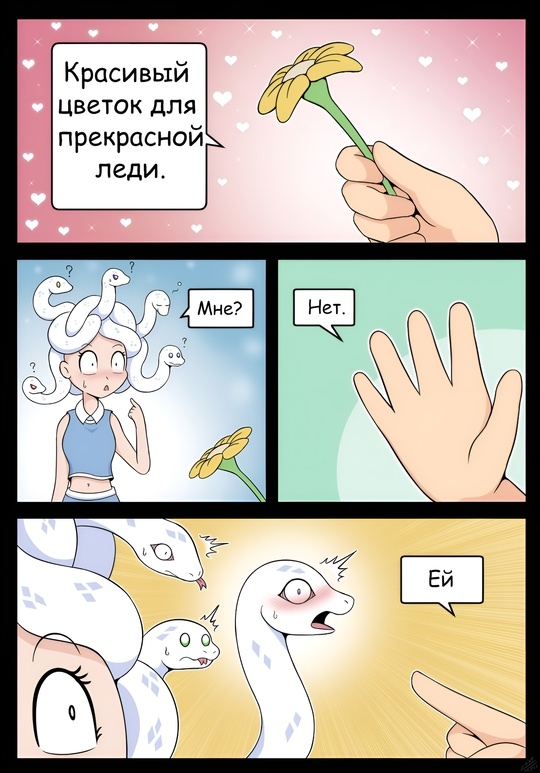 Красивый
цветок для
прекрасной
леди.
?
?
?
?
Мне?
Нет.
Ей